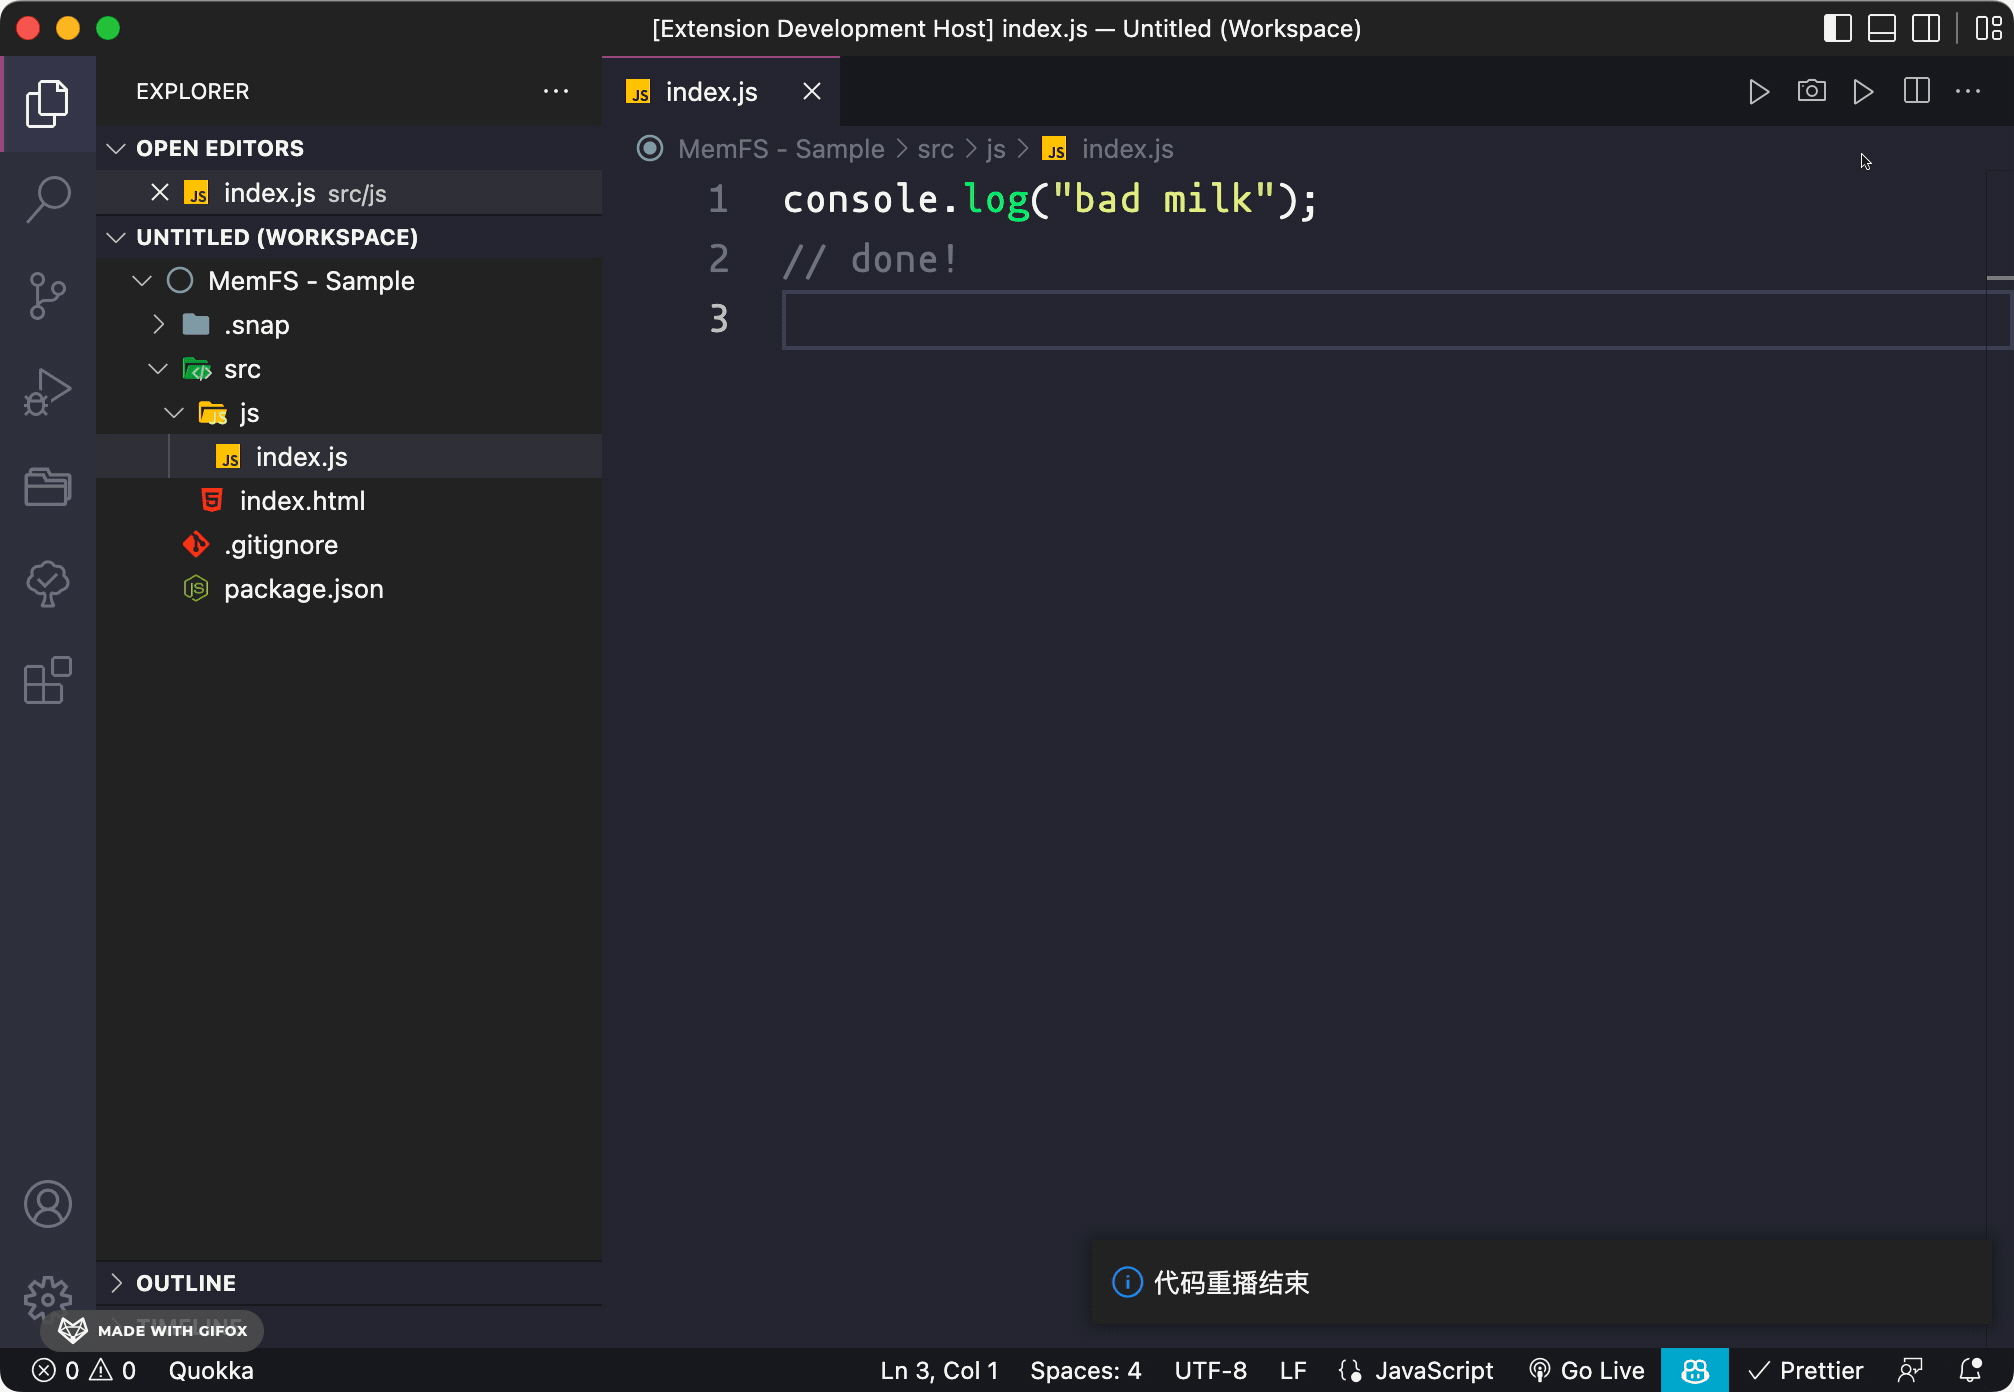 [Extension Development Host] index.js — Untitled (Workspace)
EXPLORER
OPEN EDITORS
index.js src/js
UNTITLED (WORKSPACE)
MemFS - Sample
.snap
src
js
index.js
index.html
.gitignore
package.json
OUTLINE
TIMELINE
MADE WITH GIFOX
index.js
MemFS - Sample > src > js > index.js
1 console.log("bad milk");
2 // done!
3
代码重播结束
0 0 Quokka Ln 3, Col 1 Spaces: 4 UTF-8 LF JavaScript Go Live Prettier